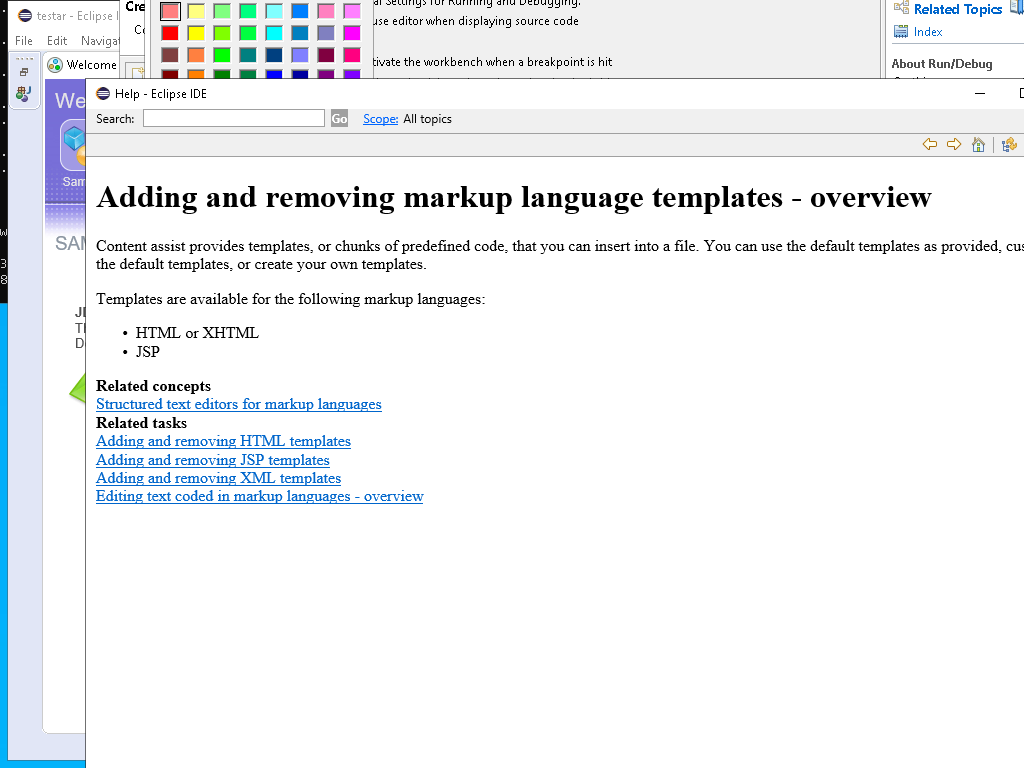 testar - Eclipse I
Cre
al Settings for Running and Debugging.
Related Topics
use editor when displaying source code
File Edit Navigat
Index
Welcome
tivate the workbench when a breakpoint is hit
About Run/Debug
We
Help - Eclipse IDE
Search:
Go
Scope: All topics
Sam
Adding and removing markup language templates - overview
SAM
Content assist provides templates, or chunks of predefined code, that you can insert into a file. You can use the default templates as provided, cus
the default templates, or create your own templates.
Templates are available for the following markup languages:
• HTML or XHTML
• JSP
Related concepts
Structured text editors for markup languages
Related tasks
Adding and removing HTML templates
Adding and removing JSP templates
Adding and removing XML templates
Editing text coded in markup languages - overview